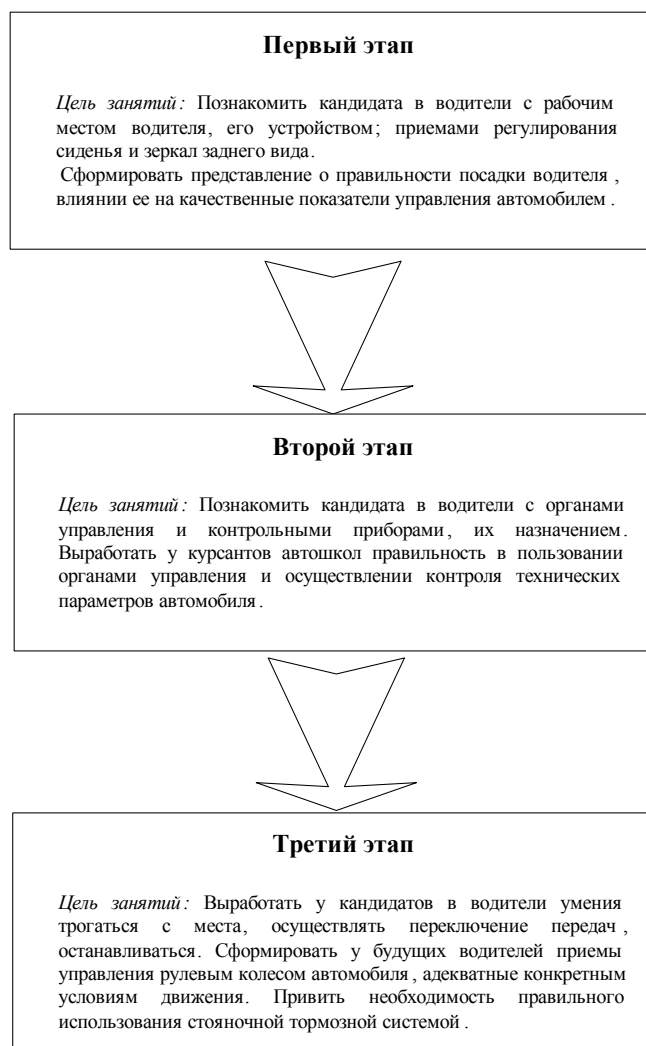 Первый этап
Цель занятий: Познакомить кандидата в водители с рабочим
местом водителя, его устройством; приемами регулирования
сиденья и зеркал заднего вида.
Сформировать представление о правильности посадки водителя ,
влиянии ее на качественные показатели управления автомобилем .
Второй этап
Цель занятий: Познакомить кандидата в водители с органами
управления и контрольными приборами, их назначением.
Выработать у курсантов автошкол правильность в пользовании
органами управления и осуществлении контроля технических
параметров автомобиля .
Третий этап
Цель занятий: Выработать у кандидатов в водители умения
трогаться с места, осуществлять переключение передач ,
останавливаться. Сформировать у будущих водителей приемы
управления рулевым колесом автомобиля , адекватные конкретным
условиям движения. Привить необходимость правильного
использования стояночной тормозной системой .